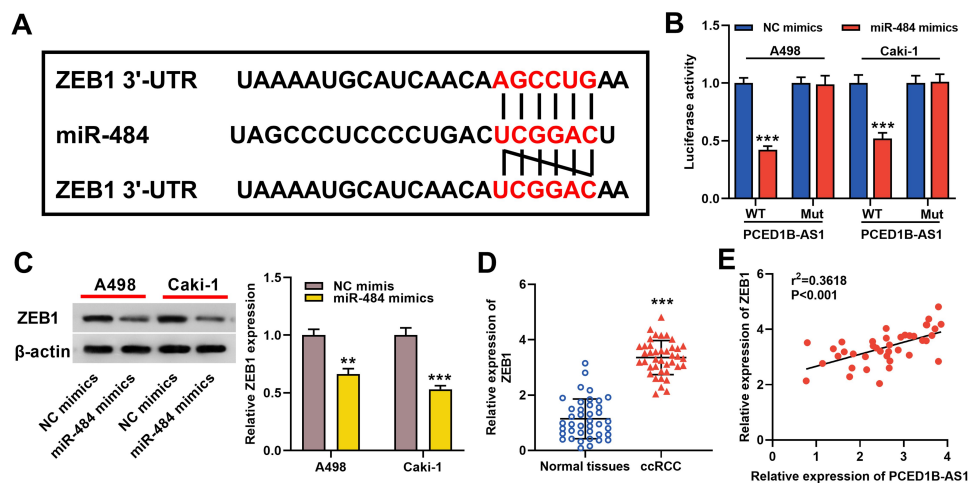 A
ZEB1 3'-UTR UAAAAUGCAUCAACAAGCCUGAA
miR-484 UAGCCCUCCCCUGACUCGGACU
ZEB1 3'-UTR UAAAAUGCAUCAACAUCGGACAA
B
NC mimics miR-484 mimics
A498 Caki-1
Luciferase activity
1.5
1.0
0.5
0.0
*** ***
WT Mut WT Mut
PCED1B-AS1 PCED1B-AS1
C
A498 Caki-1
ZEB1
β-actin
NC mimics
miR-484 mimics
NC mimics
miR-484 mimics
NC mimis
miR-484 mimics
Relative ZEB1 expression
1.5
1.0
0.5
0.0
** ***
A498 Caki-1
D
Relative expression of
ZEB1
6
4
2
0
***
Normal tissues ccRCC
E
r2=0.3618
P<0.001
Relative expression of ZEB1
6
4
2
0
0 1 2 3 4
Relative expression of PCED1B-AS1